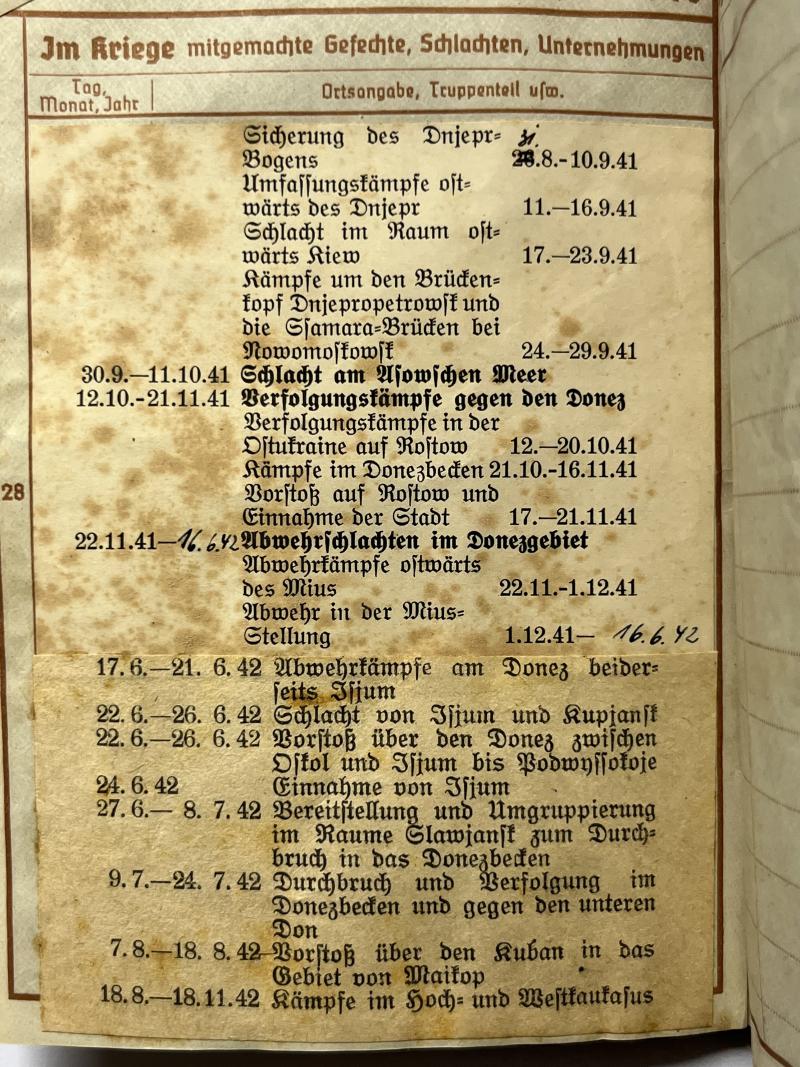 Im Kriege mitgemachte Gefechte, Schlachten, Unternehmungen
Tag, Monat, Jahr | Ortsangabe, Truppenteil usw.
Sicherung des Dnjepr-
Bogens 28.8.-10.9.41
31.
Umfassungskämpfe ost-
wärts des Dnjepr 11.—16.9.41
Schlacht im Raum ost-
wärts Kiew 17.—23.9.41
Kämpfe um den Brücken-
kopf Dnjepropetrowsk und
die Ssamara-Brücken bei
Nowomoskowsk 24.—29.9.41
30.9.—11.10.41 Schlacht am Asowschen Meer
12.10.-21.11.41 Verfolgungskämpfe gegen den Donez
Verfolgungskämpfe in der
Ostukraine auf Rostow 12.—20.10.41
Kämpfe im Donezbecken 21.10.-16.11.41
Vorstoß auf Rostow und
Einnahme der Stadt 17.—21.11.41
28
22.11.41—16.6.42 Abwehrschlachten im Donezgebiet
Abwehrkämpfe ostwärts
des Mius 22.11.-1.12.41
Abwehr in der Mius-
Stellung 1.12.41— 16.6.42
17. 6.—21. 6. 42 Abwehrkämpfe am Donez beider-
seits Isjum
22. 6.—26. 6. 42 Schlacht von Isjum und Kupjansk
22. 6.—26. 6. 42 Vorstoß über den Donez zwischen
Oskol und Isjum bis Podwyssokoje
24. 6. 42 Einnahme von Isjum
27. 6.— 8. 7. 42 Bereitstellung und Umgruppierung
im Raume Slawjansk zum Durch-
bruch in das Donezbecken
9. 7.—24. 7. 42 Durchbruch und Verfolgung im
Donezbecken und gegen den unteren
Don
7. 8.—18. 8. 42 Vorstoß über den Kuban in das
Gebiet von Maikop
18. 8.—18. 11. 42 Kämpfe im Hoch- und Westkaukasus